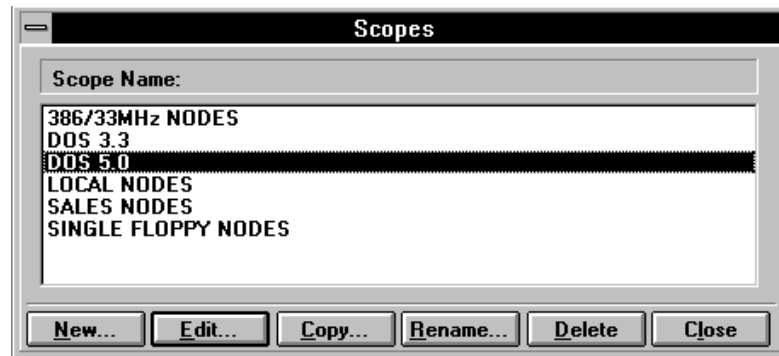 Scopes
Scope Name:
386/33MHz NODES
DOS 3.3
DOS 5.0
LOCAL NODES
SALES NODES
SINGLE FLOPPY NODES
New... Edit... Copy... Rename... Delete Close